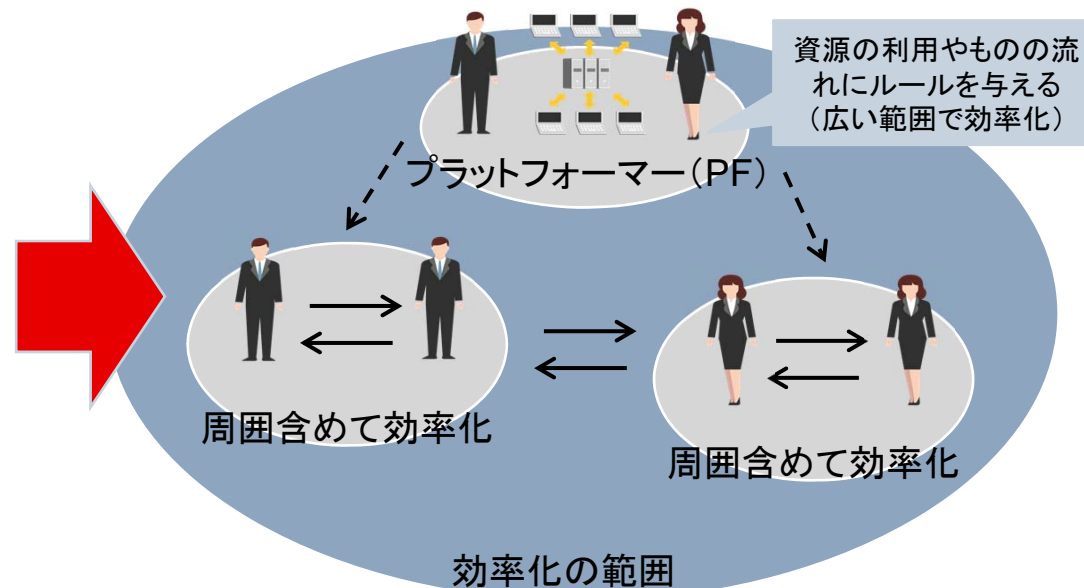 資源の利用やものの流
れにルールを与える
(広い範囲で効率化)
プラットフォーマー(PF)
周囲含めて効率化
周囲含めて効率化
効率化の範囲